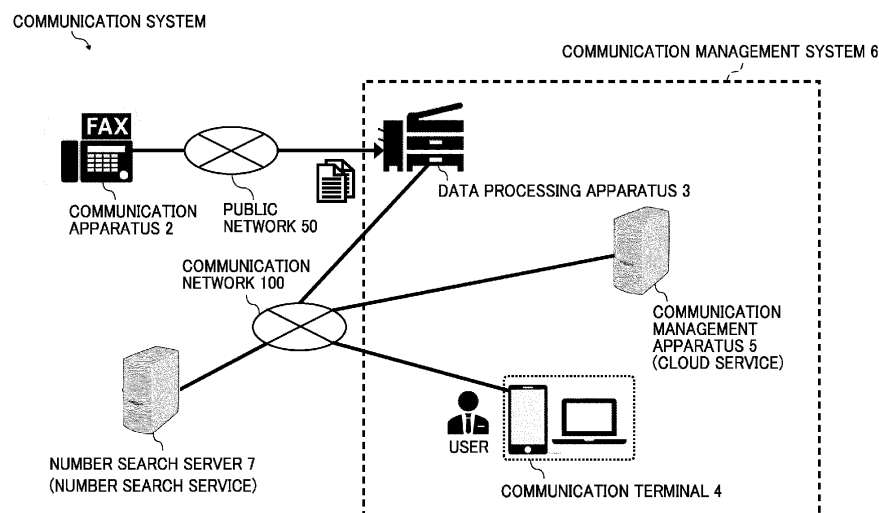 COMMUNICATION SYSTEM
COMMUNICATION MANAGEMENT SYSTEM 6
FAX
COMMUNICATION
APPARATUS 2
PUBLIC
NETWORK 50
DATA PROCESSING APPARATUS 3
COMMUNICATION
NETWORK 100
COMMUNICATION
MANAGEMENT
APPARATUS 5
(CLOUD SERVICE)
NUMBER SEARCH SERVER 7
(NUMBER SEARCH SERVICE)
USER
COMMUNICATION TERMINAL 4